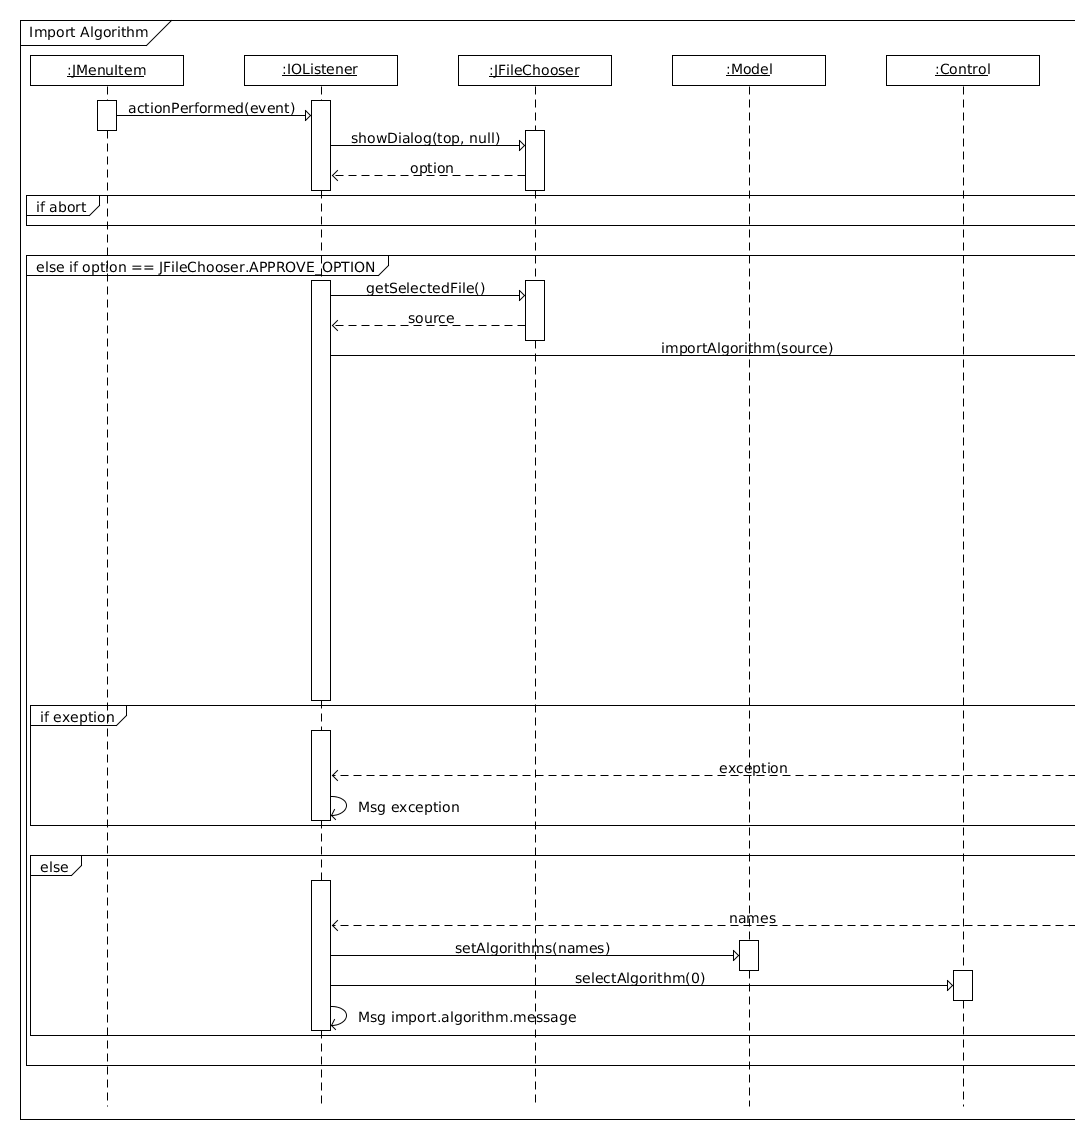 Import Algorithm
:JMenuItem
:IOListener
:JFileChooser
:Model
:Control
actionPerformed(event)
showDialog(top, null)
option
if abort
else if option == JFileChooser.APPROVE_OPTION
getSelectedFile()
source
importAlgorithm(source)
if exeption
exception
Msg exception
else
names
setAlgorithms(names)
selectAlgorithm(0)
Msg import.algorithm.message